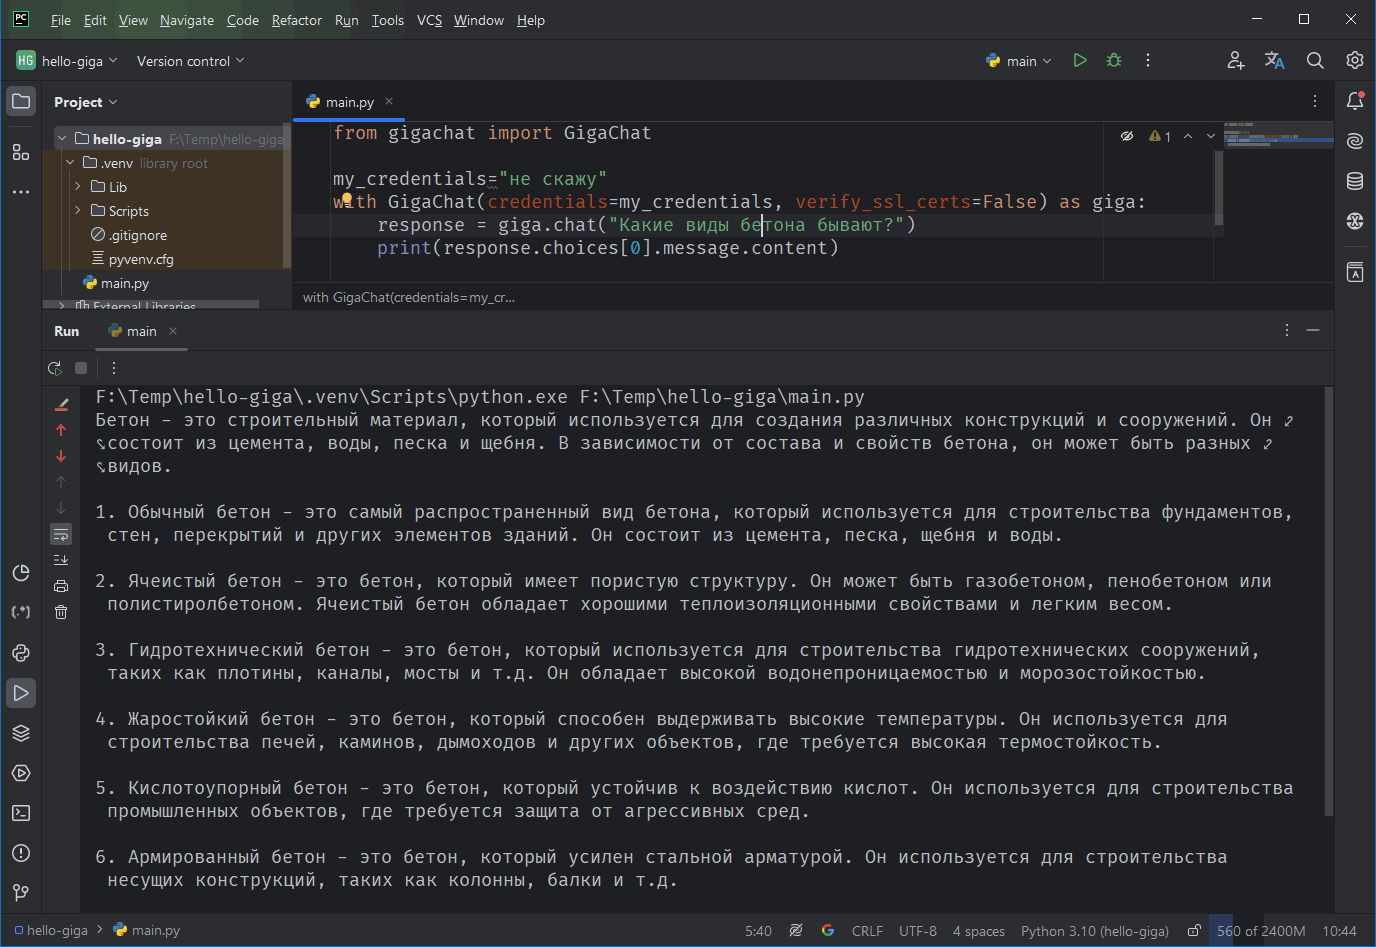 PC File Edit View Navigate Code Refactor Run Tools VCS Window Help
HG hello-giga Version control main
Project main.py
hello-giga F:\Temp\hello-giga
.venv library root
Lib
Scripts
.gitignore
pyvenv.cfg
main.py
External Libraries
from gigachat import GigaChat
my_credentials="не скажу"
with GigaChat(credentials=my_credentials, verify_ssl_certs=False) as giga:
response = giga.chat("Какие виды бетона бывают?")
print(response.choices[0].message.content)
1
with GigaChat(credentials=my_cr...
Run main
F:\Temp\hello-giga\.venv\Scripts\python.exe F:\Temp\hello-giga\main.py
Бетон - это строительный материал, который используется для создания различных конструкций и сооружений. Он
состоит из цемента, воды, песка и щебня. В зависимости от состава и свойств бетона, он может быть разных
видов.
1. Обычный бетон - это самый распространенный вид бетона, который используется для строительства фундаментов,
стен, перекрытий и других элементов зданий. Он состоит из цемента, песка, щебня и воды.
2. Ячеистый бетон - это бетон, который имеет пористую структуру. Он может быть газобетоном, пенобетоном или
полистиролбетоном. Ячеистый бетон обладает хорошими теплоизоляционными свойствами и легким весом.
3. Гидротехнический бетон - это бетон, который используется для строительства гидротехнических сооружений,
таких как плотины, каналы, мосты и т.д. Он обладает высокой водонепроницаемостью и морозостойкостью.
4. Жаростойкий бетон - это бетон, который способен выдерживать высокие температуры. Он используется для
строительства печей, каминов, дымоходов и других объектов, где требуется высокая термостойкость.
5. Кислотоупорный бетон - это бетон, который устойчив к воздействию кислот. Он используется для строительства
промышленных объектов, где требуется защита от агрессивных сред.
6. Армированный бетон - это бетон, который усилен стальной арматурой. Он используется для строительства
несущих конструкций, таких как колонны, балки и т.д.
hello-giga main.py 5:40 CRLF UTF-8 4 spaces Python 3.10 (hello-giga) 560 of 2400M 10:44